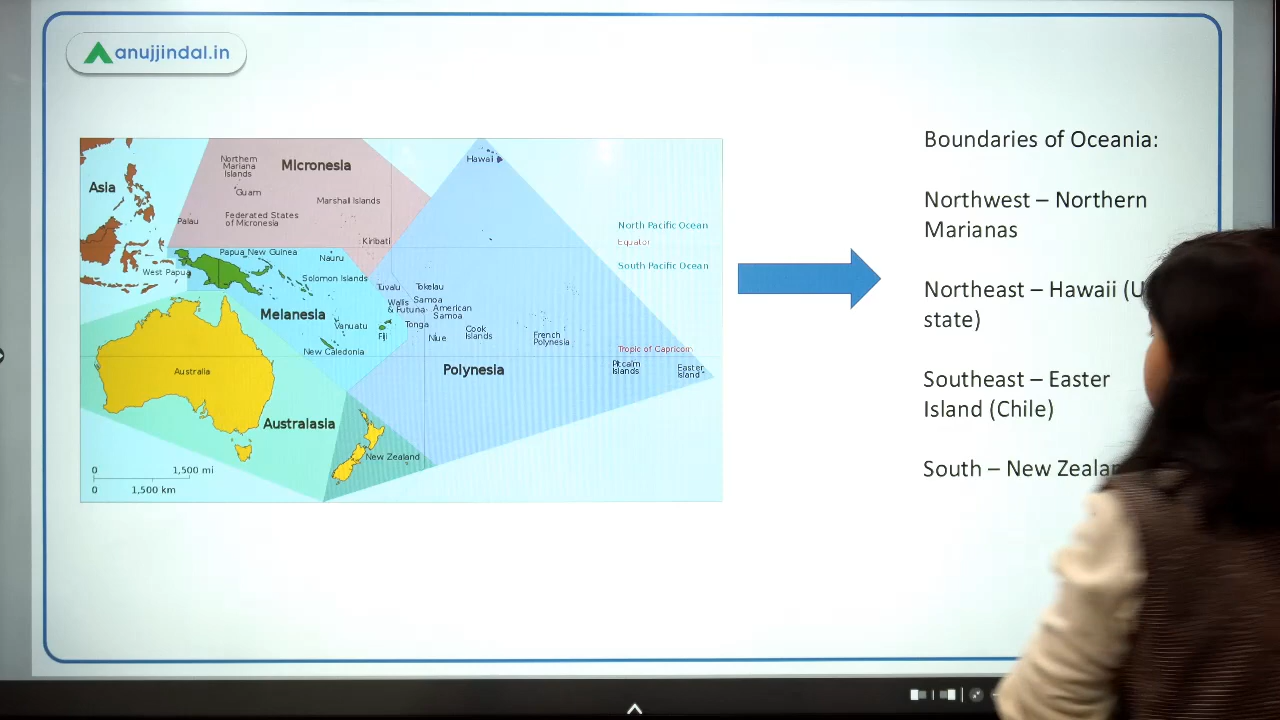 anujjindal.in
Boundaries of Oceania:
Northwest – Northern
Marianas
Northeast – Hawaii (U
state)
Southeast – Easter
Island (Chile)
South – New Zealan
Asia
Northern
Mariana
Islands
Micronesia
Guam
Marshall Islands
Palau
Federated States
of Micronesia
Kiribati
Hawaii
North Pacific Ocean
Equator
South Pacific Ocean
West Papua
Papua New Guinea
Nauru
Solomon Islands
Melanesia
Tuvalu
Tokelau
Wallis
& Futuna
Samoa
American
Samoa
Vanuatu
Fiji
Tonga
Niue
Cook
Islands
French
Polynesia
New Caledonia
Tropic of Capricorn
Pitcairn
Islands
Easter
Island
Polynesia
Australia
Australasia
New Zealand
0
1,500 mi
0
1,500 km